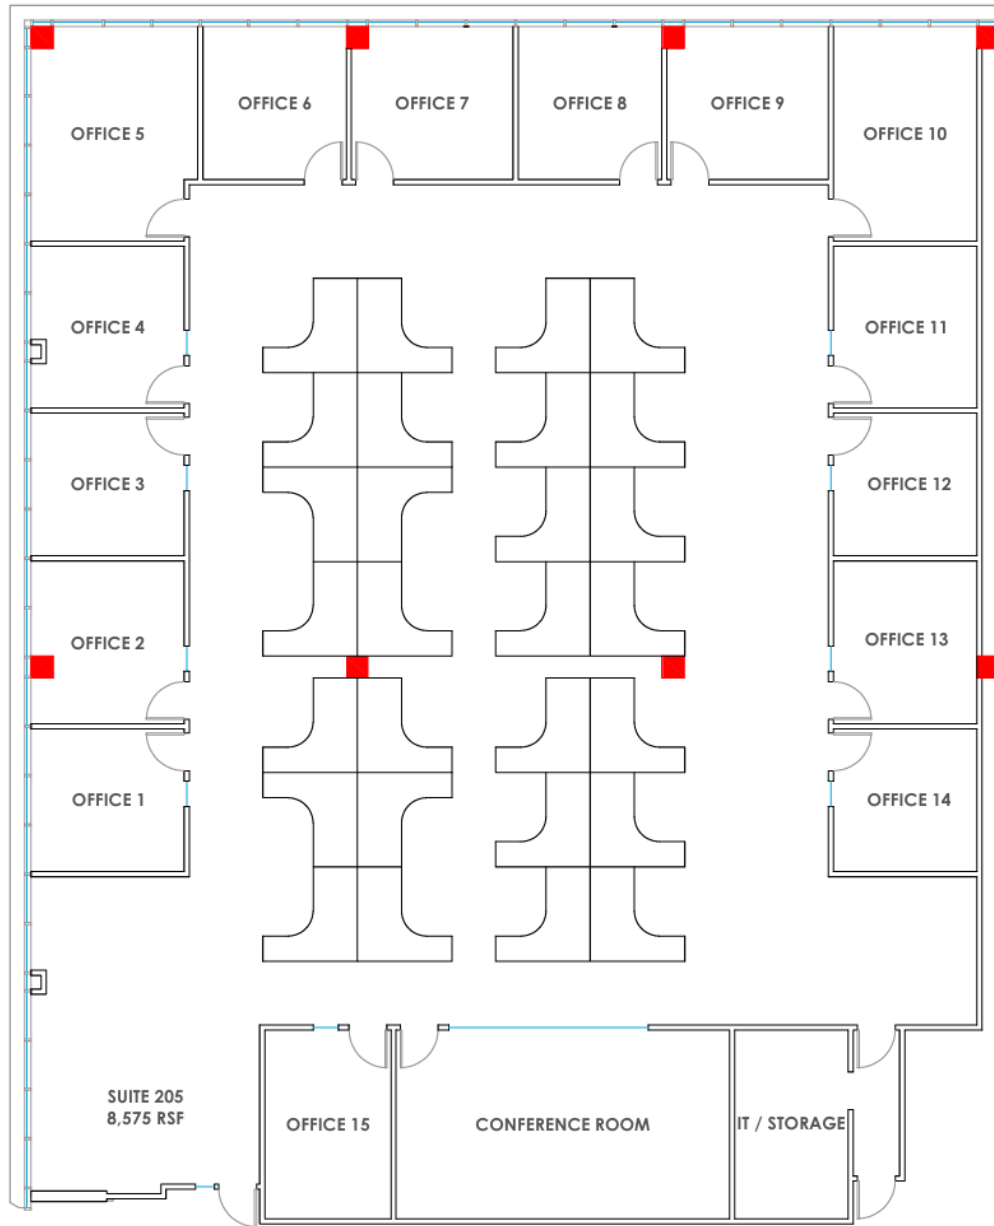 OFFICE 6
OFFICE 7
OFFICE 8
OFFICE 9
OFFICE 5
OFFICE 10
OFFICE 4
OFFICE 11
OFFICE 3
OFFICE 12
OFFICE 2
OFFICE 13
OFFICE 1
OFFICE 14
SUITE 205
8,575 RSF
OFFICE 15
CONFERENCE ROOM
IT / STORAGE